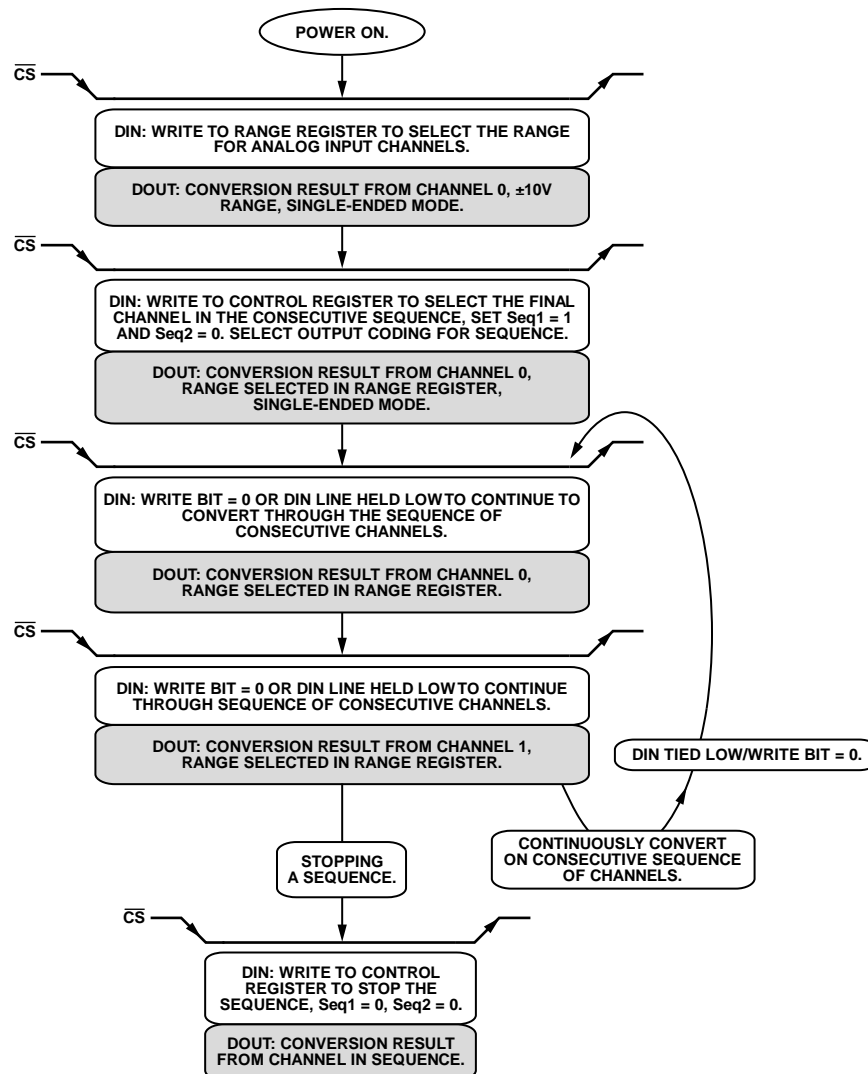 POWER ON.
CS
DIN: WRITE TO RANGE REGISTER TO SELECT THE RANGE
FOR ANALOG INPUT CHANNELS.
DOUT: CONVERSION RESULT FROM CHANNEL 0, ±10V
RANGE, SINGLE-ENDED MODE.
CS
DIN: WRITE TO CONTROL REGISTER TO SELECT THE FINAL
CHANNEL IN THE CONSECUTIVE SEQUENCE, SET Seq1 = 1
AND Seq2 = 0. SELECT OUTPUT CODING FOR SEQUENCE.
DOUT: CONVERSION RESULT FROM CHANNEL 0,
RANGE SELECTED IN RANGE REGISTER,
SINGLE-ENDED MODE.
CS
DIN: WRITE BIT = 0 OR DIN LINE HELD LOW TO CONTINUE TO
CONVERT THROUGH THE SEQUENCE OF
CONSECUTIVE CHANNELS.
DOUT: CONVERSION RESULT FROM CHANNEL 0,
RANGE SELECTED IN RANGE REGISTER.
CS
DIN: WRITE BIT = 0 OR DIN LINE HELD LOW TO CONTINUE
THROUGH SEQUENCE OF CONSECUTIVE CHANNELS.
DOUT: CONVERSION RESULT FROM CHANNEL 1,
RANGE SELECTED IN RANGE REGISTER.
DIN TIED LOW/WRITE BIT = 0.
CONTINUOUSLY CONVERT
ON CONSECUTIVE SEQUENCE
OF CHANNELS.
STOPPING
A SEQUENCE.
CS
DIN: WRITE TO CONTROL
REGISTER TO STOP THE
SEQUENCE, Seq1 = 0, Seq2 = 0.
DOUT: CONVERSION RESULT
FROM CHANNEL IN SEQUENCE.